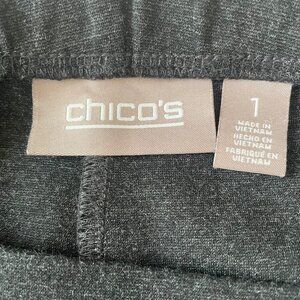 chico's
1
MADE IN
VIETNAM
HECHO EN
VIETNAM
FABRIQUÉ EN
VIETNAM